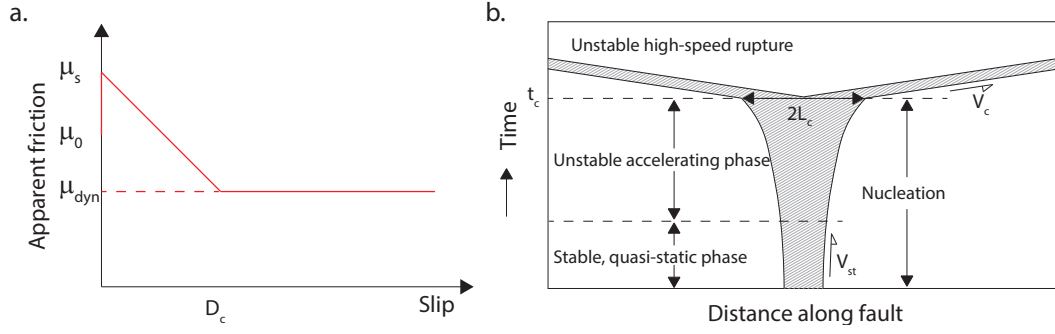 a.
Apparent friction
μs
μ0
μdyn
Dc
Slip
b.
Time
tc
Unstable high-speed rupture
2Lc
Vc
Unstable accelerating phase
Nucleation
Stable, quasi-static phase
Vst
Distance along fault